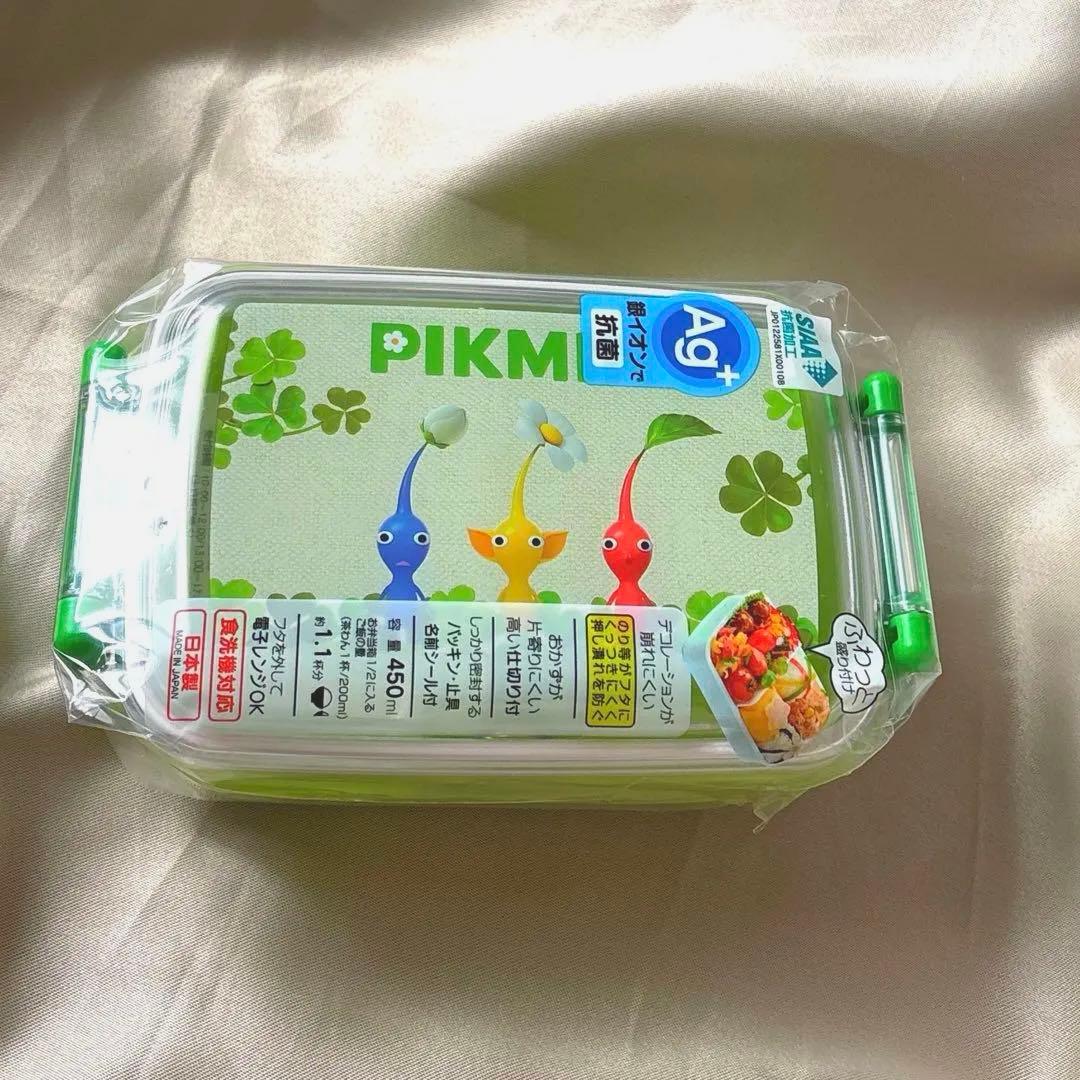 PIKMI
Ag+
銀イオンで
抗菌
SIAA
抗菌加工
JP0122581X00108
ふわっと
盛り付け
デコレーションが
崩れにくい
のり等がフタに
くっつきにくく
押し潰れを防ぐ
おかずが
片寄りにくい
高い仕切り付
しっかり密封する
パッキン・止具
名前シール付
容量 450ml
お弁当箱1/2に入る
ご飯の量
(茶わん1杯/200ml)
約1.1杯分
フタを外して
電子レンジOK
食洗機対応
日本製
MADE IN JAPAN